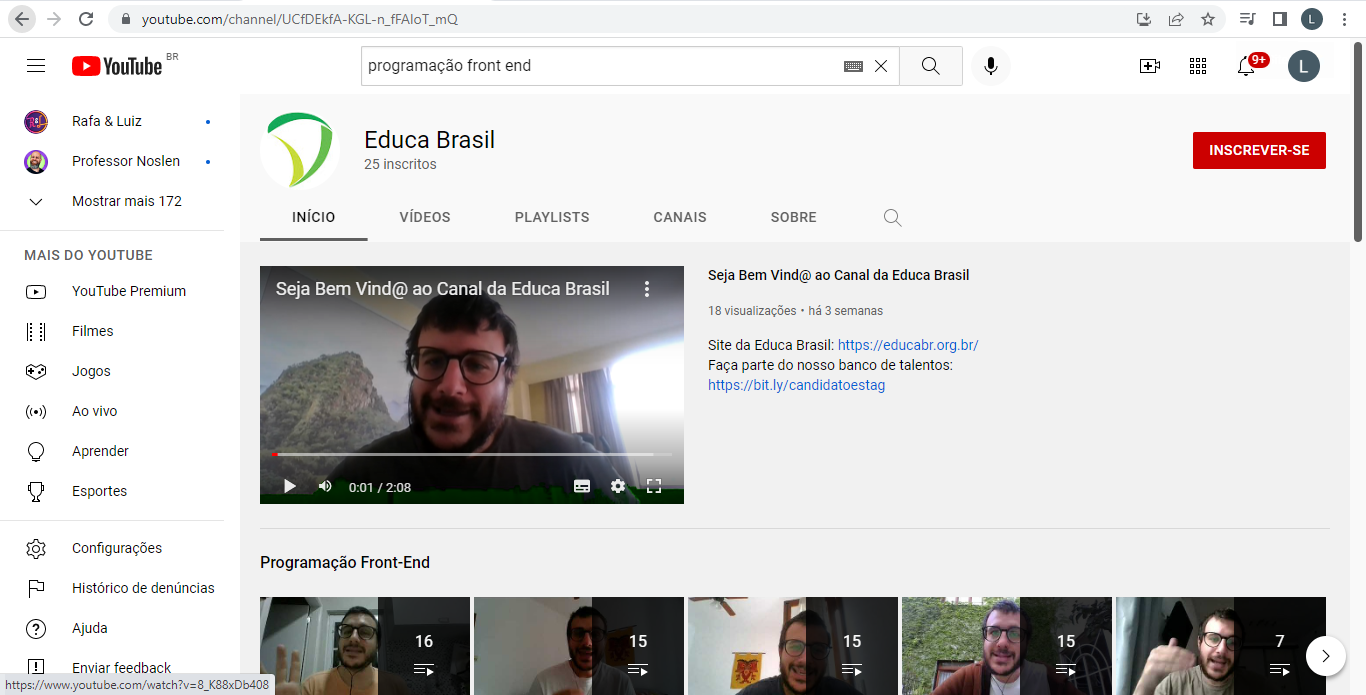 youtube.com/channel/UCfDEkfA-KGL-n_fFAIoT_mQ
L
YouTube BR
programação front end
9+
L
Rafa & Luiz
Professor Noslen
Mostrar mais 172
MAIS DO YOUTUBE
YouTube Premium
Filmes
Jogos
Ao vivo
Aprender
Esportes
Configurações
Histórico de denúncias
Ajuda
Enviar feedback
https://www.youtube.com/watch?v=8_K88xDb408
Educa Brasil
25 inscritos
INSCREVER-SE
INÍCIO VÍDEOS PLAYLISTS CANAIS SOBRE
Seja Bem Vind@ ao Canal da Educa Brasil
0:01 / 2:08
Seja Bem Vind@ ao Canal da Educa Brasil
18 visualizações • há 3 semanas
Site da Educa Brasil: https://educabr.org.br/
Faça parte do nosso banco de talentos:
https://bit.ly/candidatoestag
Programação Front-End
16 15 15 15 7